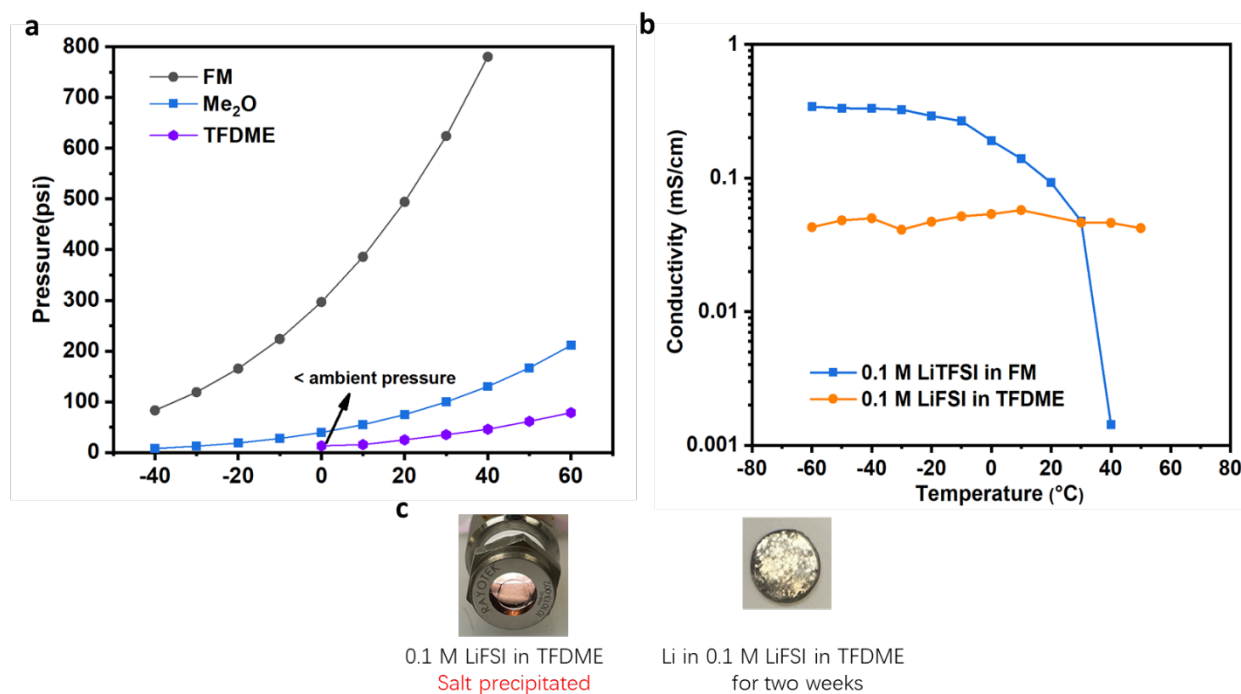 a
800
700
600
500
400
300
200
100
0
Pressure(psi)
FM
Me₂O
TFDME
< ambient pressure
-40
-20
0
20
40
60
b
1
0.1
0.01
0.001
Conductivity (mS/cm)
0.1 M LiTFSI in FM
0.1 M LiFSI in TFDME
-80
-60
-40
-20
0
20
40
60
80
Temperature (°C)
c
RAYOTEK
0.1 M LiFSI in TFDME
Salt precipitated
Li in 0.1 M LiFSI in TFDME
for two weeks